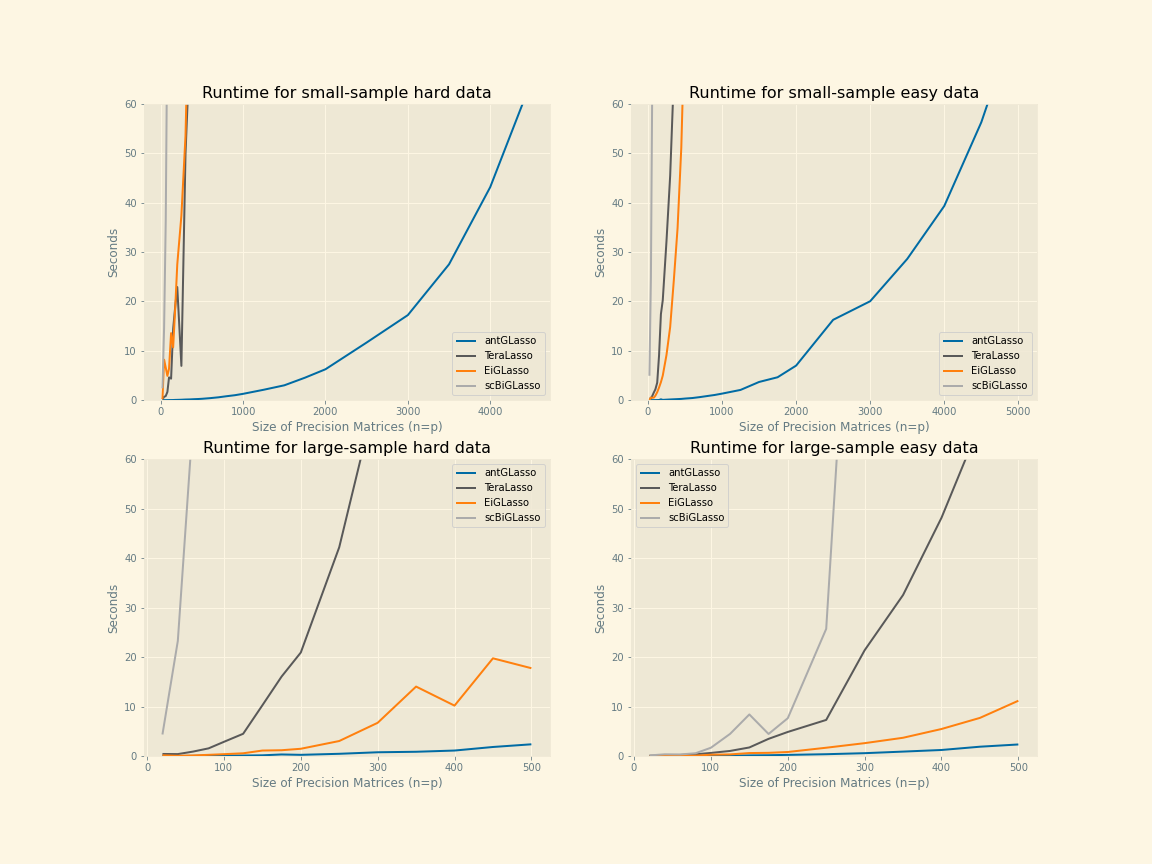 Runtime for small-sample hard data
60
50
40
30
20
10
0
Seconds
antGLasso
TeraLasso
EiGLasso
scBiGLasso
0 1000 2000 3000 4000
Size of Precision Matrices (n=p)
Runtime for small-sample easy data
60
50
40
30
20
10
0
Seconds
antGLasso
TeraLasso
EiGLasso
scBiGLasso
0 1000 2000 3000 4000 5000
Size of Precision Matrices (n=p)
Runtime for large-sample hard data
60
50
40
30
20
10
0
Seconds
antGLasso
TeraLasso
EiGLasso
scBiGLasso
0 100 200 300 400 500
Size of Precision Matrices (n=p)
Runtime for large-sample easy data
60
50
40
30
20
10
0
Seconds
antGLasso
TeraLasso
EiGLasso
scBiGLasso
0 100 200 300 400 500
Size of Precision Matrices (n=p)